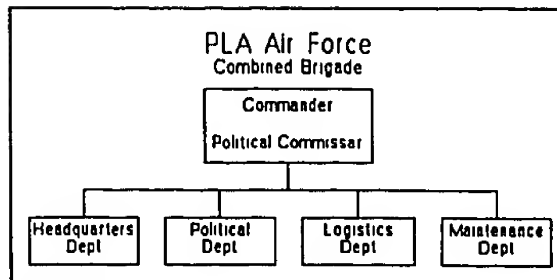 PLA Air Force
Combined Brigade
Commander
Political Commissar
Headquarters
Dept
Political
Dept
Logistics
Dept
Maintenance
Dept